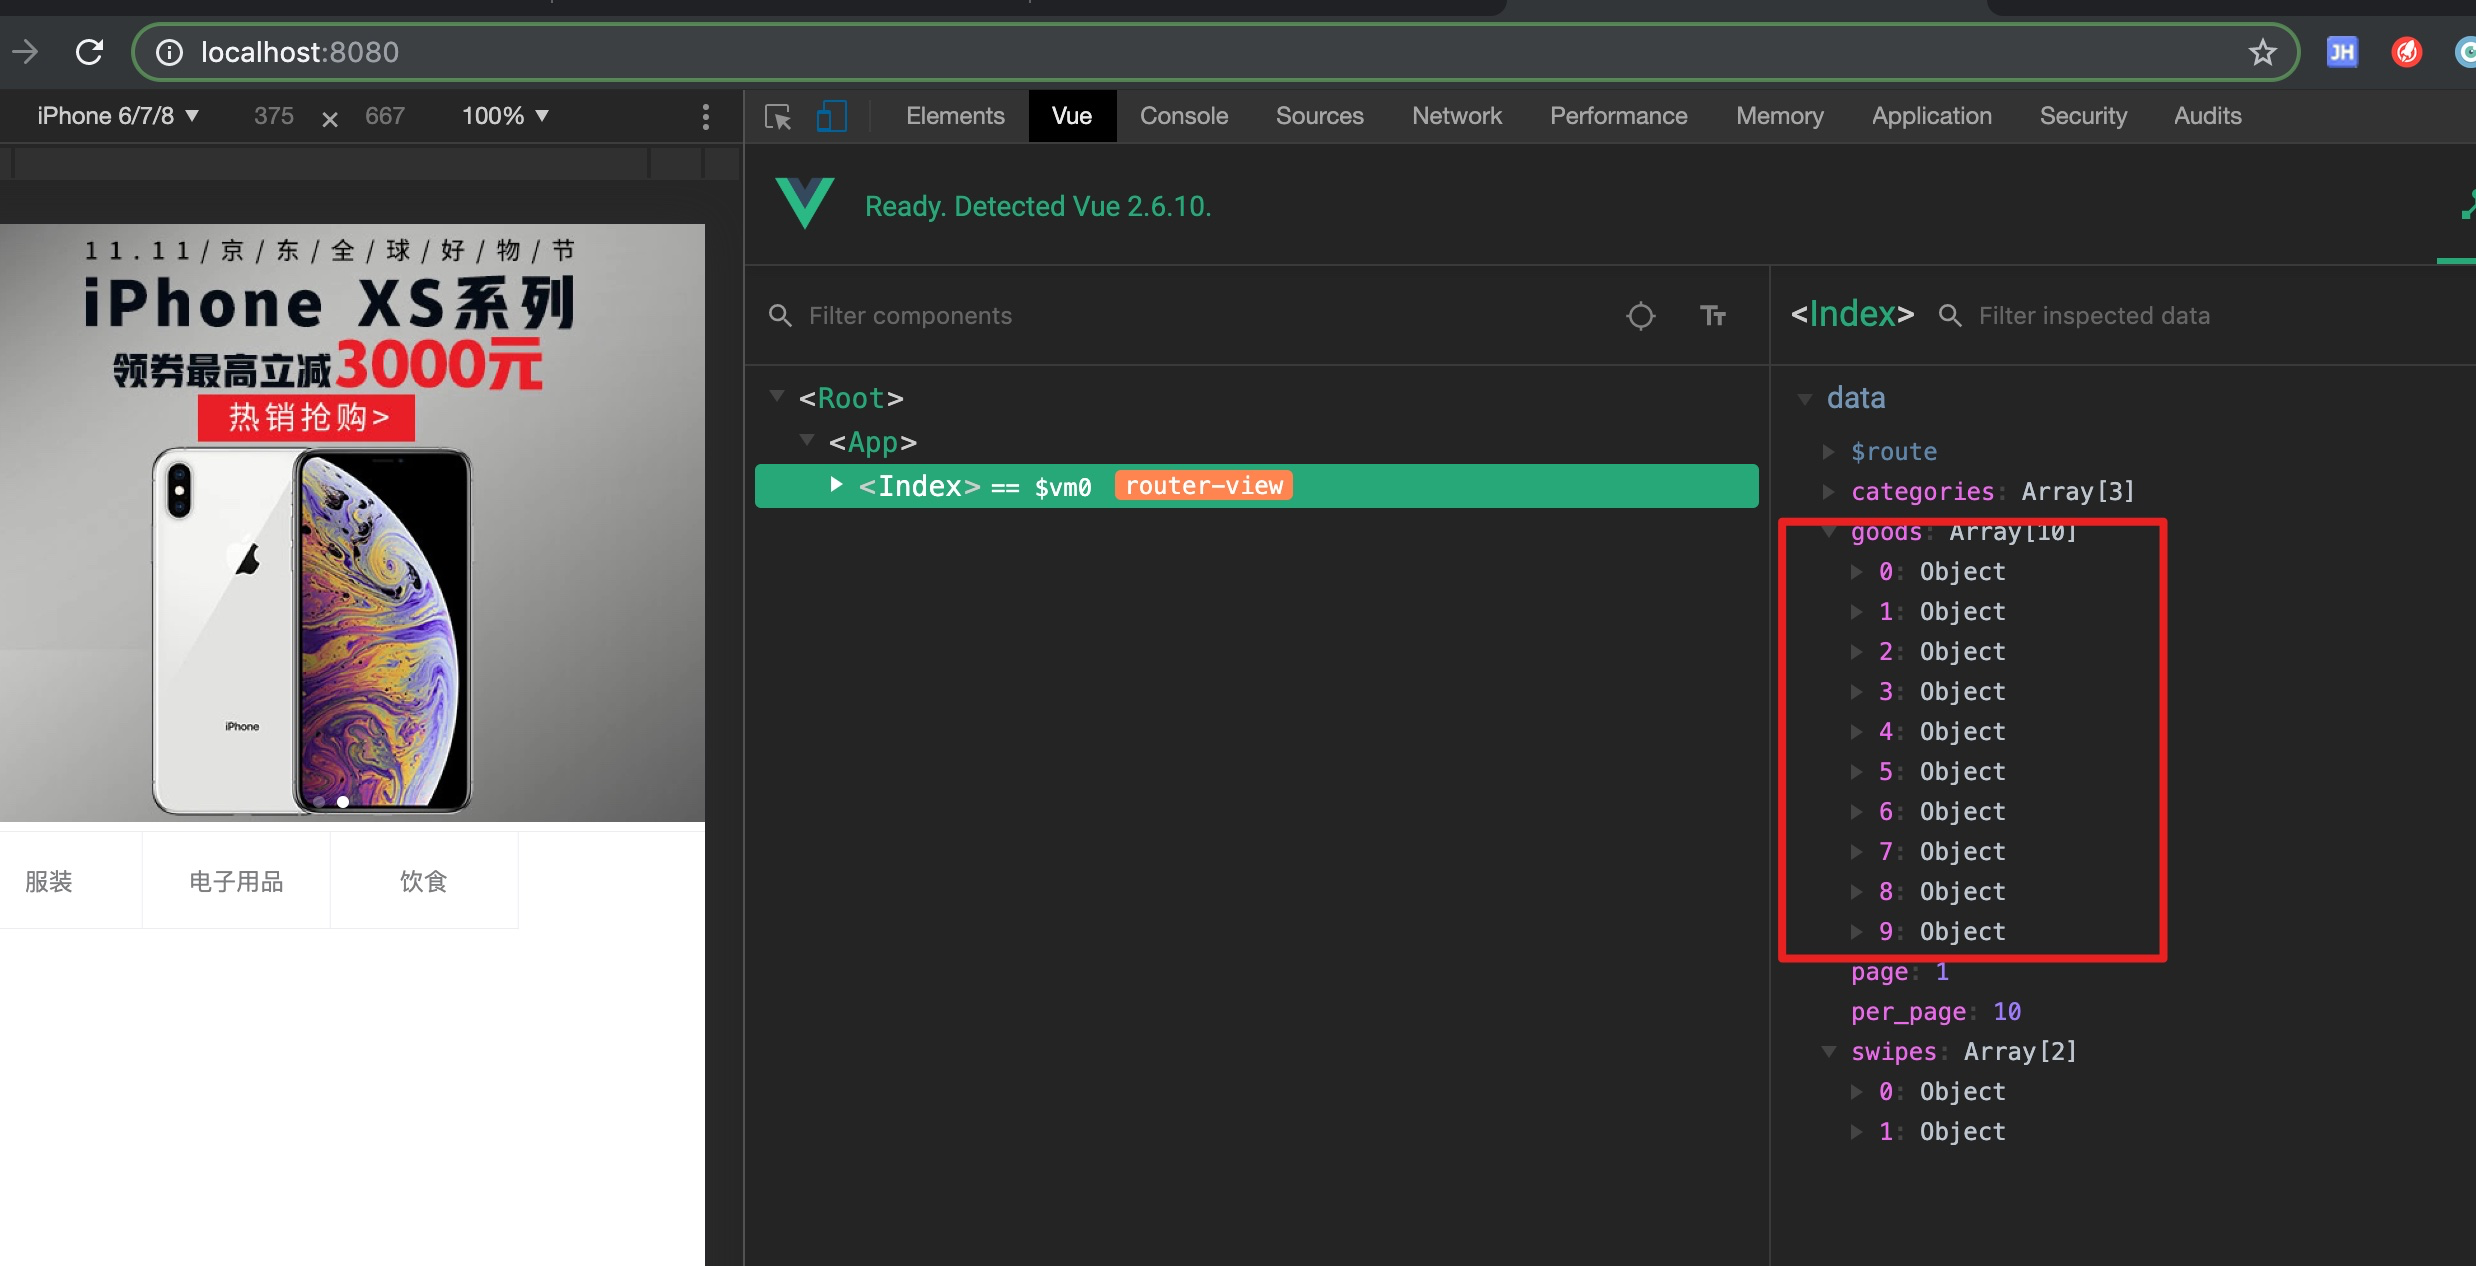 localhost:8080
JH
iPhone 6/7/8 ▼ 375 × 667 100% ▼
Elements Vue Console Sources Network Performance Memory Application Security Audits
Ready. Detected Vue 2.6.10.
11.11/京/东/全/球/好/物/节
iPhone XS系列
领券最高立减3000元
热销抢购>
iPhone
服装 电子用品 饮食
Filter components
Tт
<Root>
<App>
<Index> == $vm0 router-view
<Index> Filter inspected data
data
$route
categories: Array[3]
goods: Array[10]
0: Object
1: Object
2: Object
3: Object
4: Object
5: Object
6: Object
7: Object
8: Object
9: Object
page: 1
per_page: 10
swipes: Array[2]
0: Object
1: Object